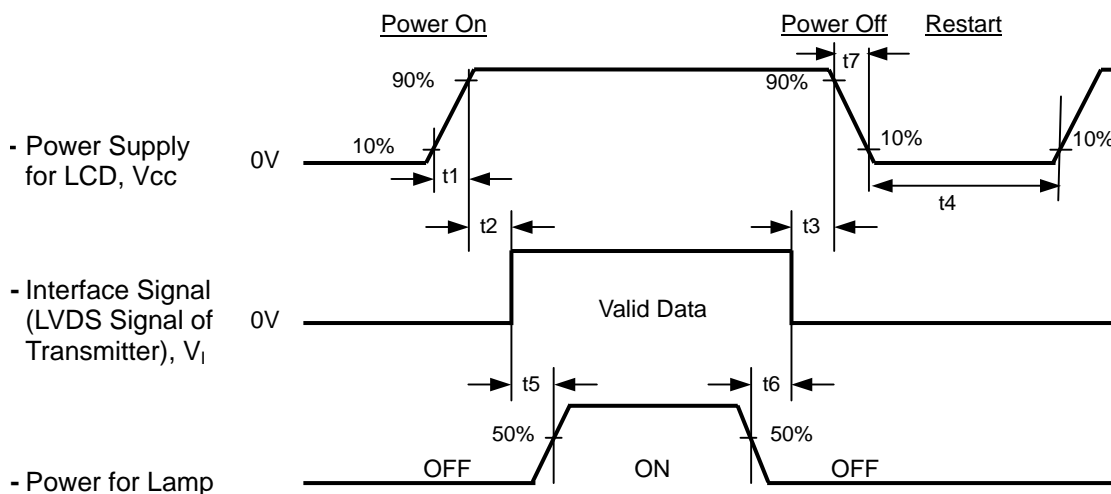 Power On
Power Off
Restart
t7
90%
90%
10%
10%
10%
- Power Supply
for LCD, Vcc
0V
t1
t4
t2
t3
- Interface Signal
(LVDS Signal of
Transmitter), VI
0V
Valid Data
t5
t6
50%
50%
- Power for Lamp
OFF
ON
OFF